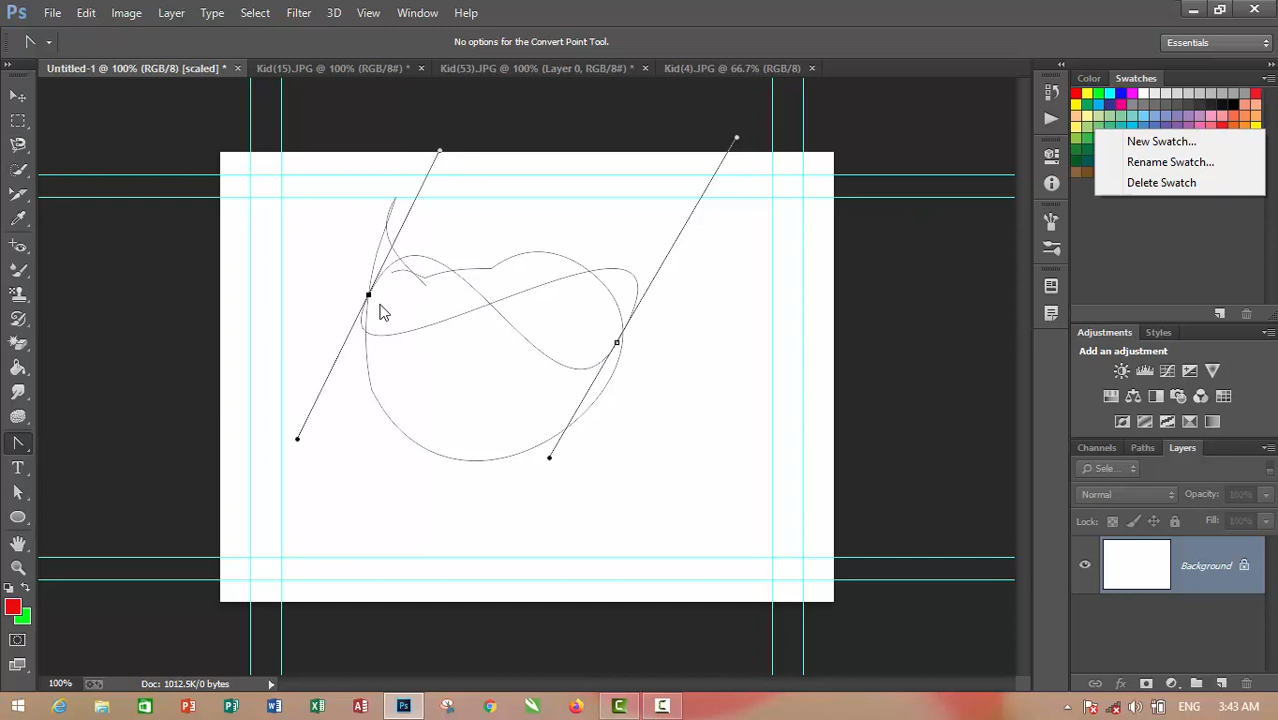 Ps File Edit Image Layer Type Select Filter 3D View Window Help
No options for the Convert Point Tool.
Essentials
Untitled-1 @ 100% (RGB/8) [scaled] * × Kid(15).JPG @ 100% (RGB/8#) * × Kid(53).JPG @ 100% (Layer 0, RGB/8#) * × Kid(4).JPG @ 66.7% (RGB/8) ×
Color Swatches
New Swatch...
Rename Swatch...
Delete Swatch
Adjustments Styles
Add an adjustment
Channels Paths Layers
Sele...
Normal Opacity: 100%
Lock: Fill: 100%
Background
T
100% Doc: 1012.5K/0 bytes
ENG 3:43 AM